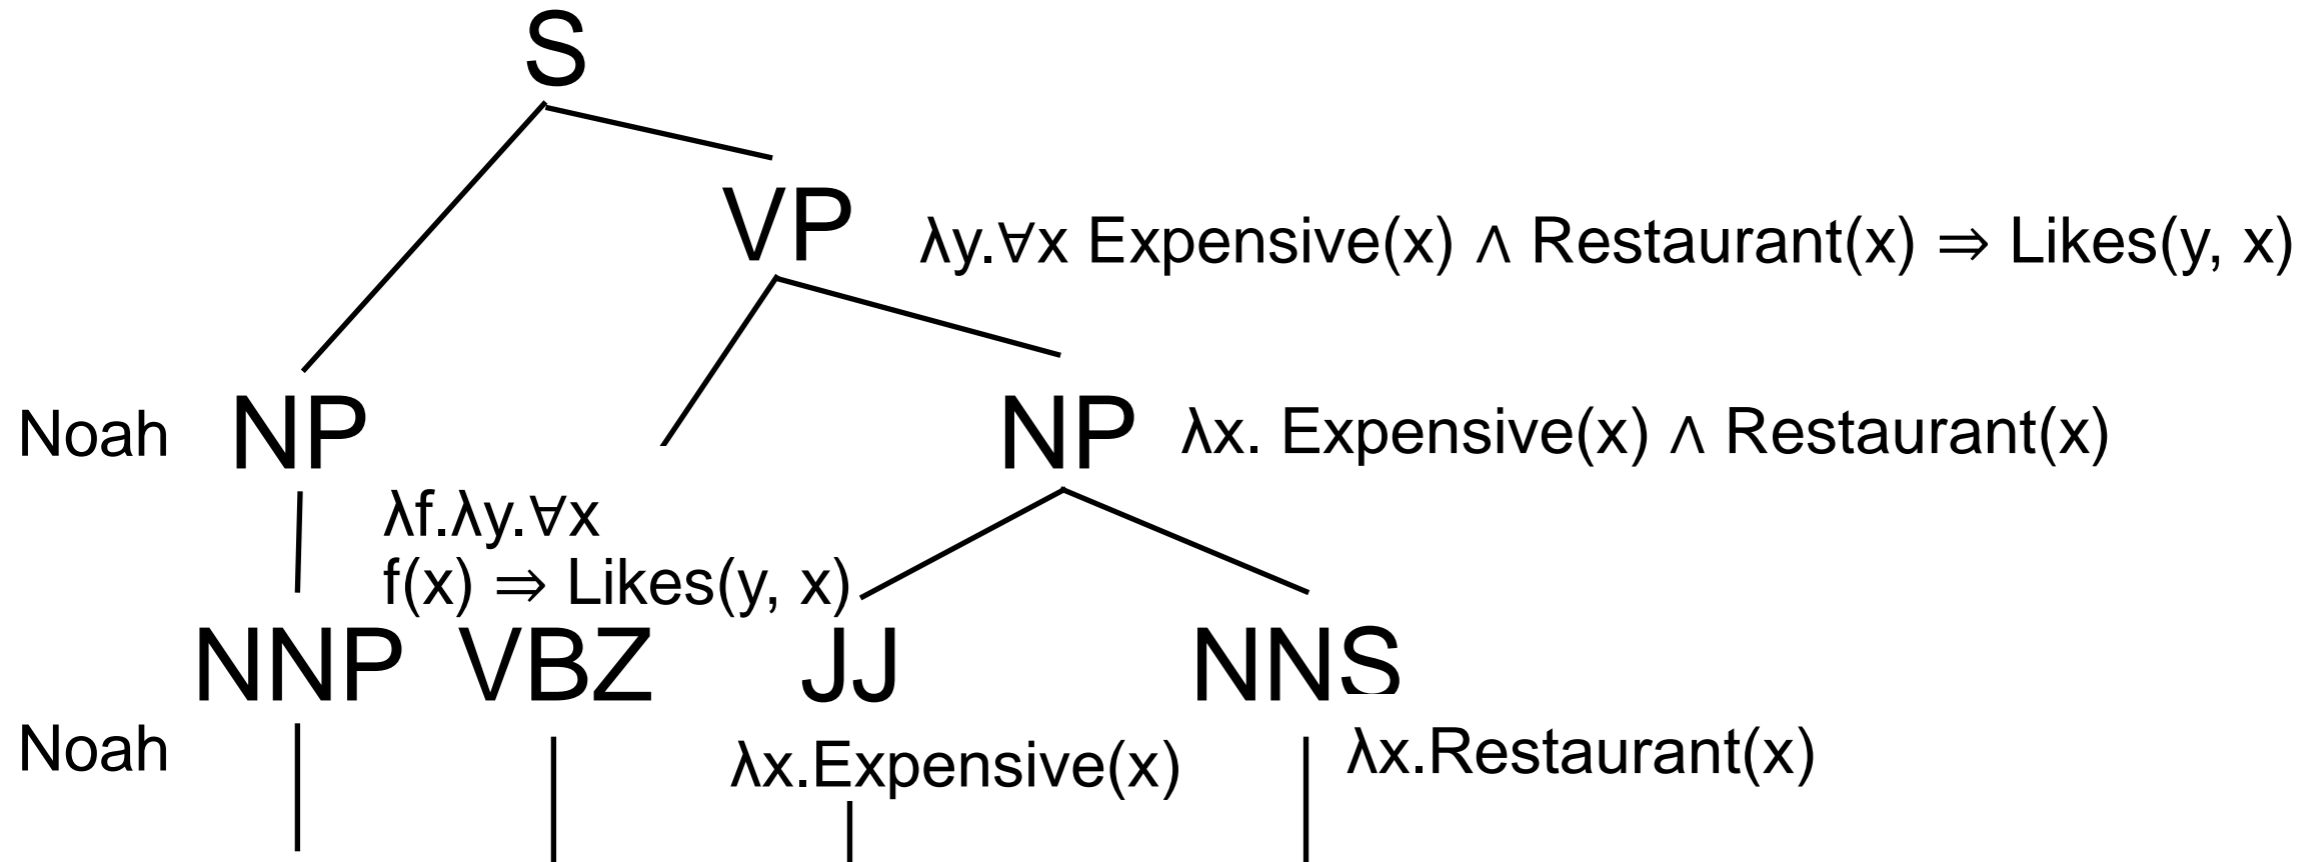 S
VP λy.∀x Expensive(x) ∧ Restaurant(x) ⇒ Likes(y, x)
Noah NP NP λx. Expensive(x) ∧ Restaurant(x)
λf.λy.∀x
f(x) ⇒ Likes(y, x)
NNP VBZ JJ NNS
Noah λx.Expensive(x) λx.Restaurant(x)